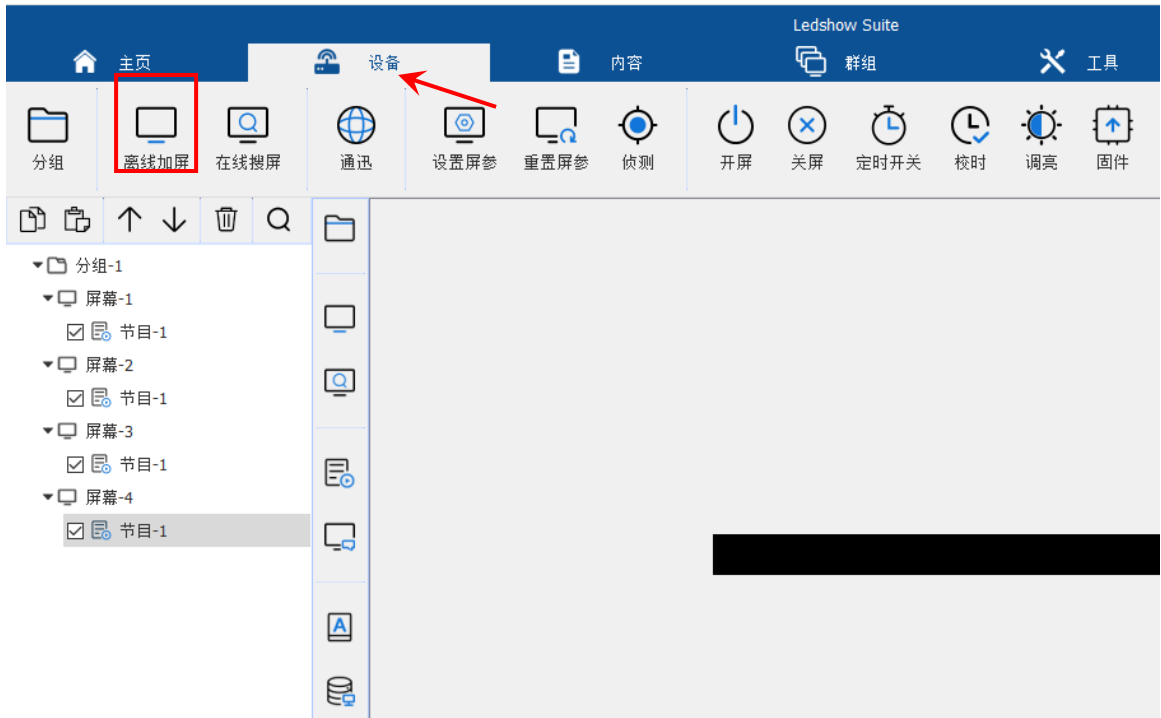 Ledshow Suite
主页 设备 内容 群组 工具
分组 离线加屏 在线搜屏 通迅 设置屏参 重置屏参 侦测 开屏 关屏 定时开关 校时 调亮 固件
分组-1
屏幕-1
节目-1
屏幕-2
节目-1
屏幕-3
节目-1
屏幕-4
节目-1
A